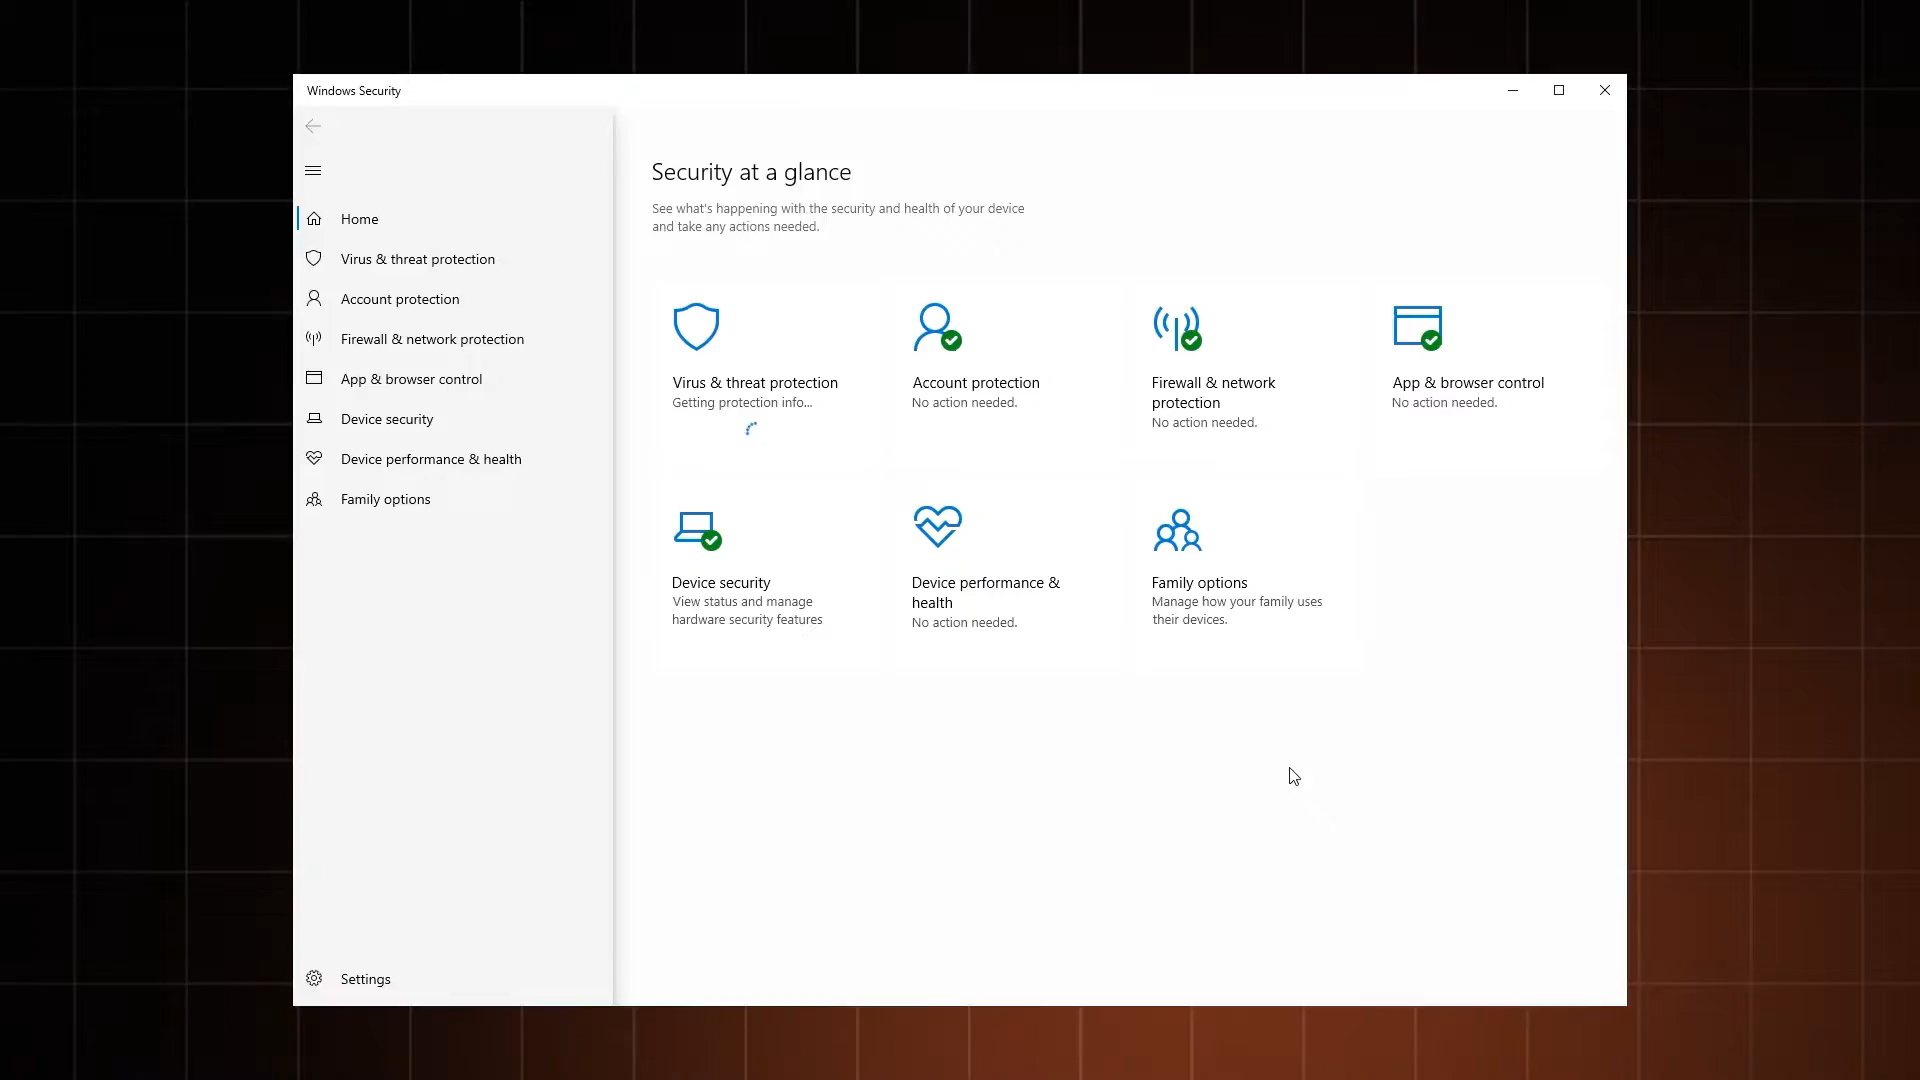 Windows Security
Home
Virus & threat protection
Account protection
Firewall & network protection
App & browser control
Device security
Device performance & health
Family options
Settings
Security at a glance
See what's happening with the security and health of your device
and take any actions needed.
Virus & threat protection
Getting protection info...
Account protection
No action needed.
Firewall & network
protection
No action needed.
App & browser control
No action needed.
Device security
View status and manage
hardware security features
Device performance &
health
No action needed.
Family options
Manage how your family uses
their devices.